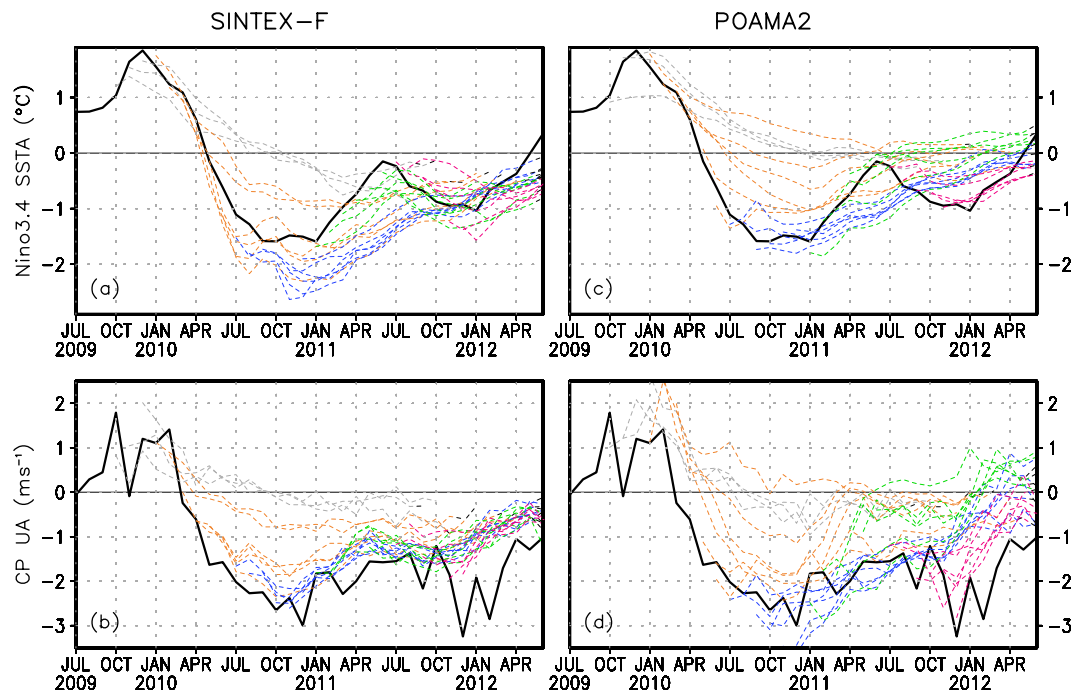 SINTEX−F
POAMA2
Nino3.4 SSTA (°C)
1
0
−1
−2
(a)
JUL OCT JAN APR JUL OCT JAN APR JUL OCT JAN APR
2009 2010 2011 2012
1
0
−1
−2
(c)
JUL OCT JAN APR JUL OCT JAN APR JUL OCT JAN APR
2009 2010 2011 2012
CP UA (ms⁻¹)
2
1
0
−1
−2
−3
(b)
JUL OCT JAN APR JUL OCT JAN APR JUL OCT JAN APR
2009 2010 2011 2012
2
1
0
−1
−2
−3
(d)
JUL OCT JAN APR JUL OCT JAN APR JUL OCT JAN APR
2009 2010 2011 2012